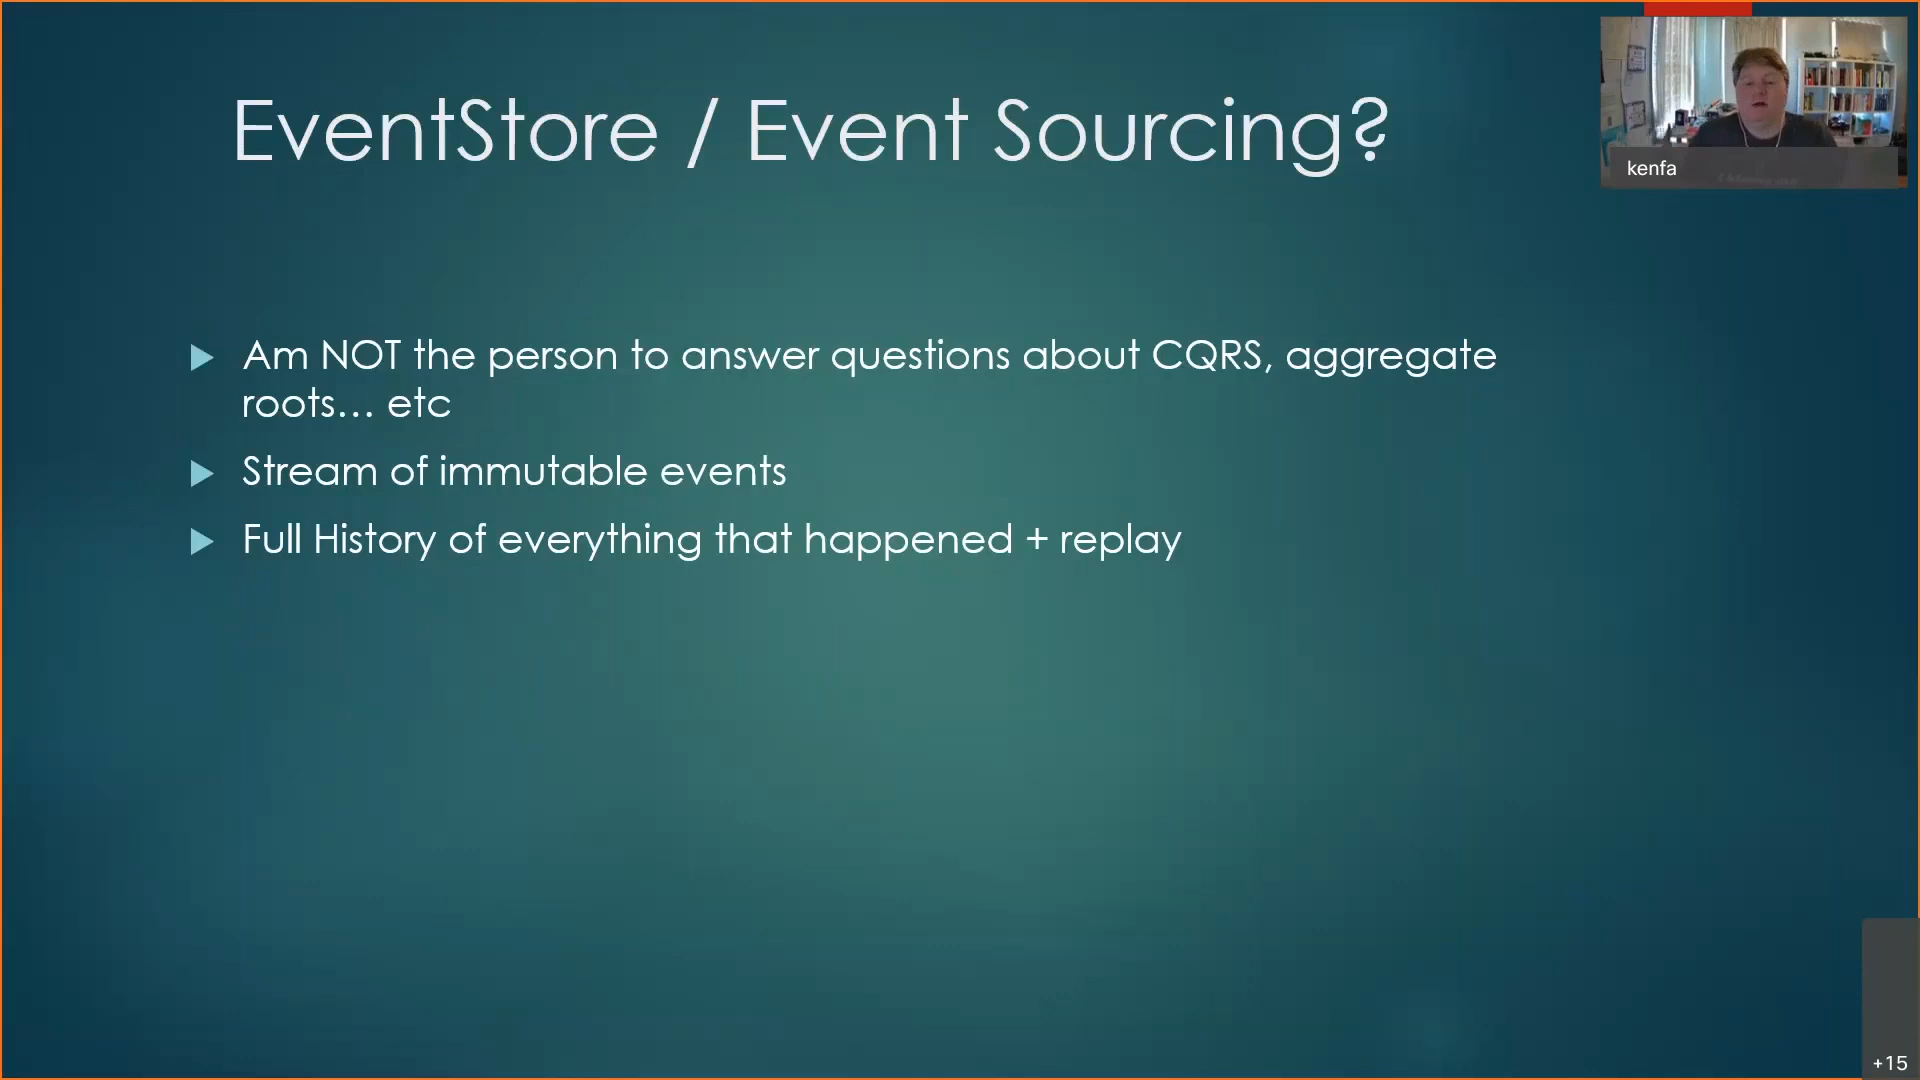 EventStore / Event Sourcing?
kenfa
Am NOT the person to answer questions about CQRS, aggregate
roots... etc
Stream of immutable events
Full History of everything that happened + replay
+15